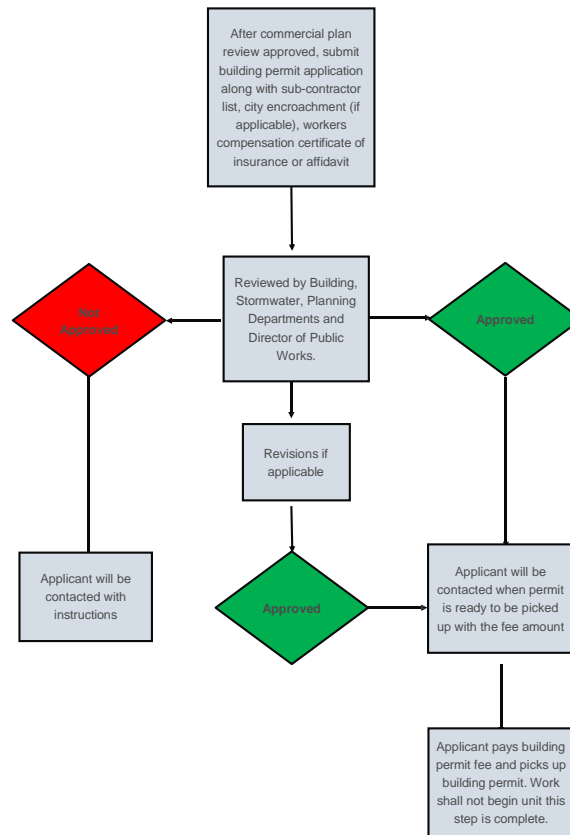 After commercial plan
review approved, submit
building permit application
along with sub-contractor
list, city encroachment (if
applicable), workers
compensation certificate of
insurance or affidavit
Not
Approved
Reviewed by Building,
Stormwater, Planning
Departments and
Director of Public
Works.
Approved
Revisions if
applicable
Applicant will be
contacted with
instructions
Approved
Applicant will be
contacted when permit
is ready to be picked
up with the fee amount
Applicant pays building
permit fee and picks up
building permit. Work
shall not begin unit this
step is complete.